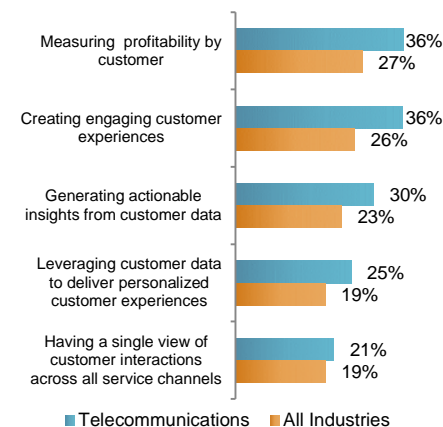 Measuring profitability by
customer
36%
27%
Creating engaging customer
experiences
36%
26%
Generating actionable
insights from customer data
30%
23%
Leveraging customer data
to deliver personalized
customer experiences
25%
19%
Having a single view of
customer interactions
across all service channels
21%
19%
Telecommunications All Industries